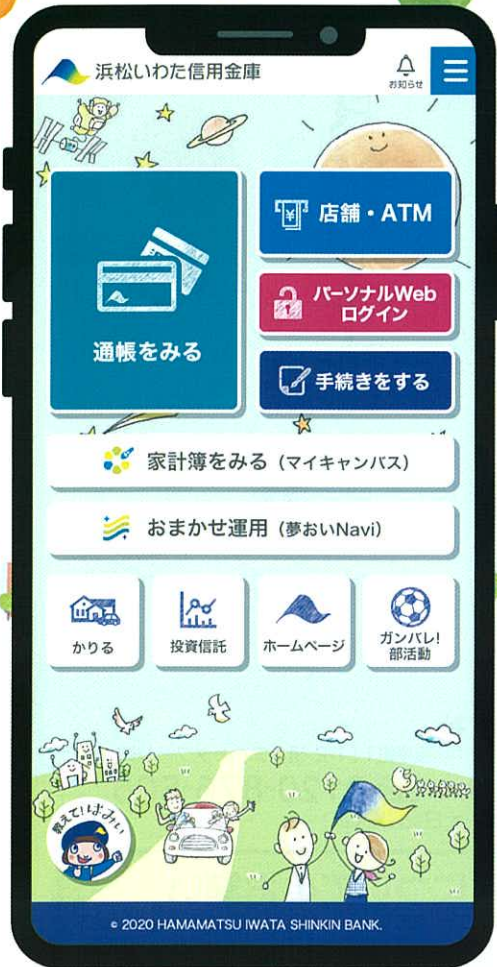 浜松いわた信用金庫
お知らせ
店舗・ATM
パーソナルWeb
ログイン
通帳をみる
手続きをする
家計簿をみる（マイキャンバス）
おまかせ運用（夢おいNavi）
かりる
投資信託
ホームページ
ガンバレ!
部活動
教えて!はみぃ
© 2020 HAMAMATSU IWATA SHINKIN BANK.